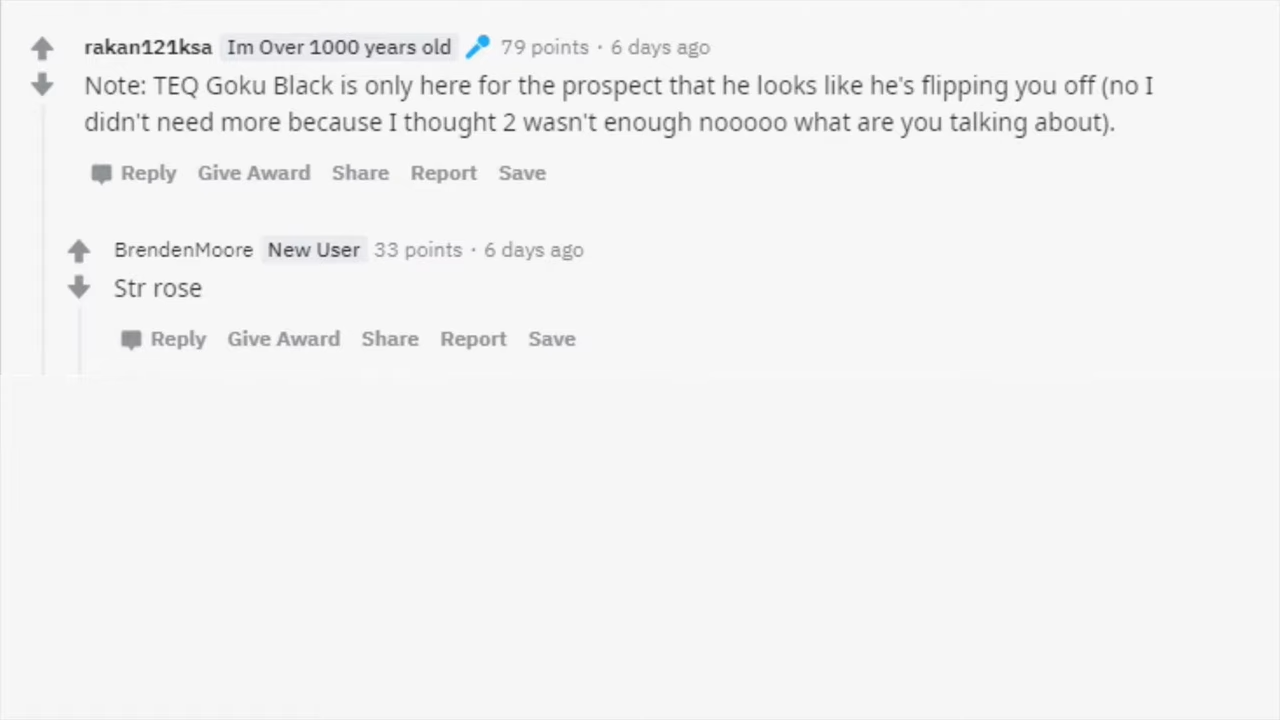 rakan121ksa Im Over 1000 years old 79 points · 6 days ago
Note: TEQ Goku Black is only here for the prospect that he looks like he's flipping you off (no I
didn't need more because I thought 2 wasn't enough nooooo what are you talking about).
Reply Give Award Share Report Save
BrendenMoore New User 33 points · 6 days ago
Str rose
Reply Give Award Share Report Save